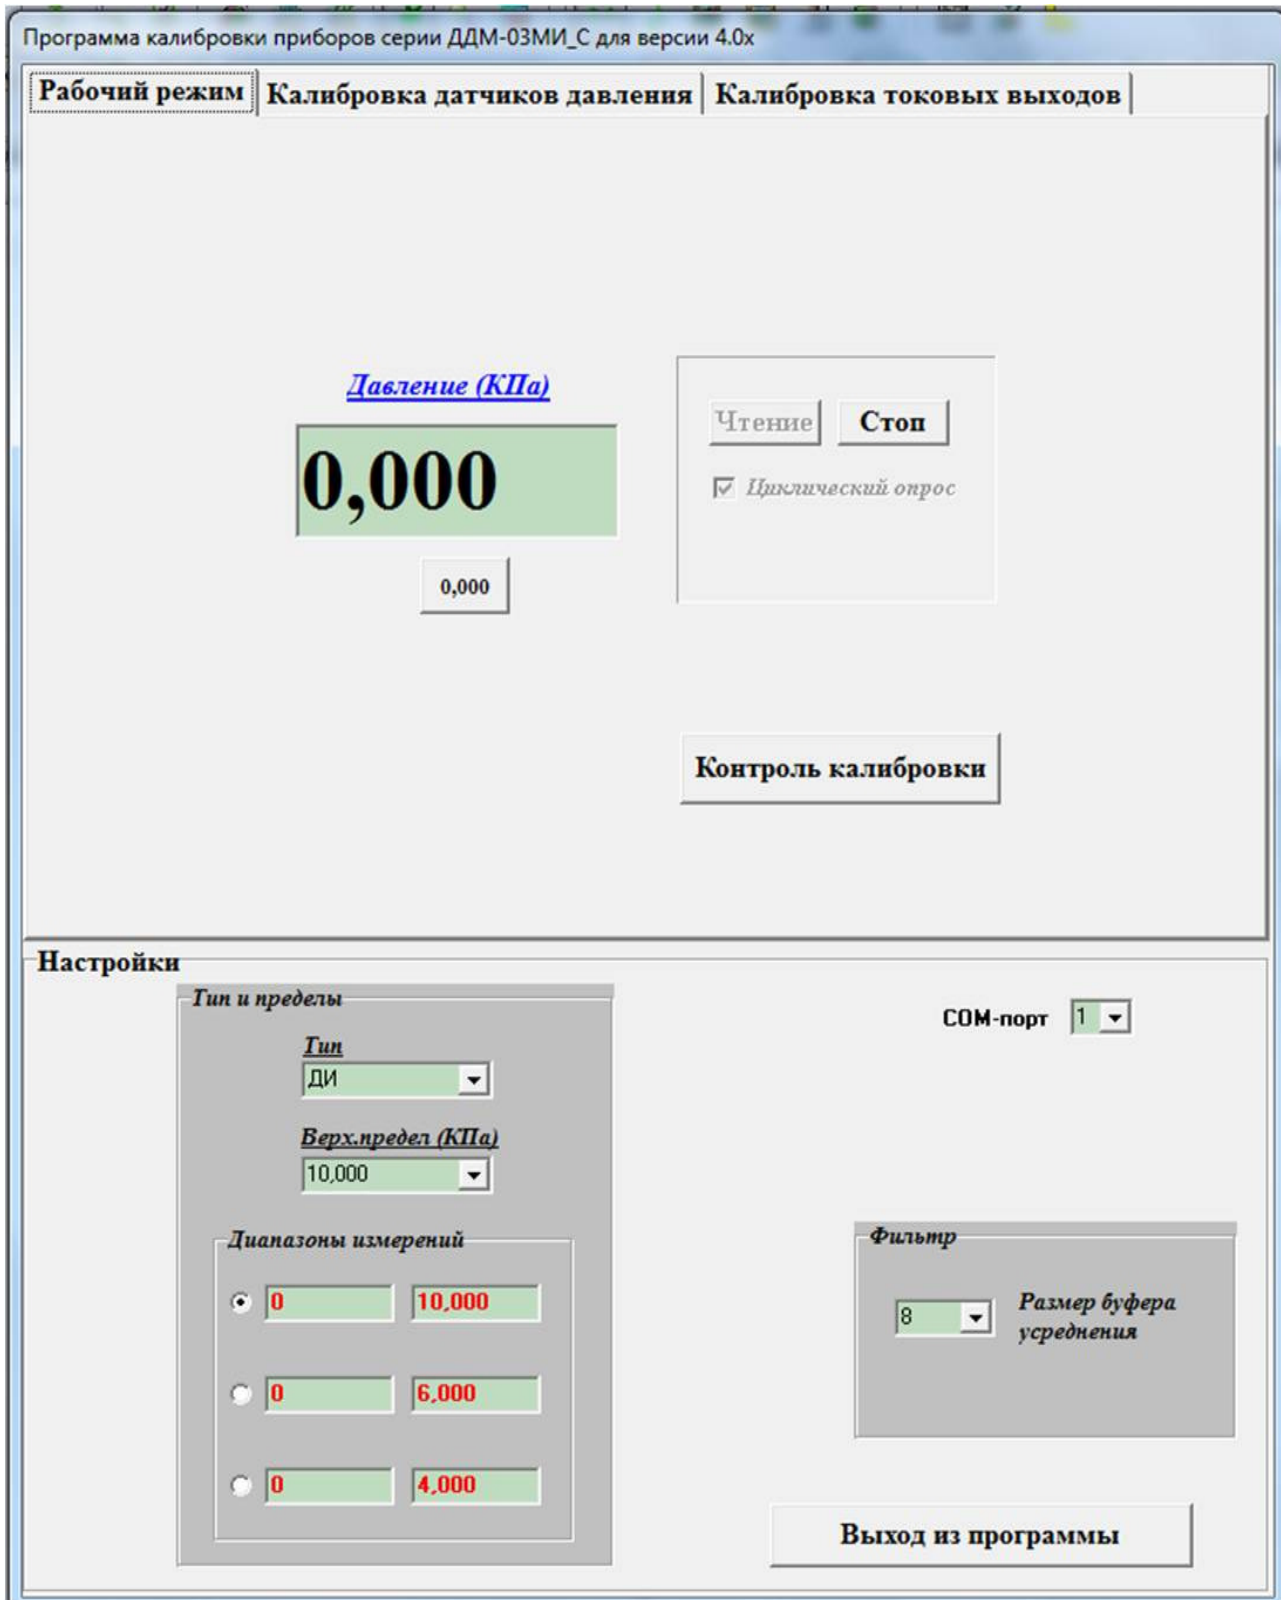 Программа калибровки приборов серии ДДМ-03МИ_С для версии 4.0x
Рабочий режим Калибровка датчиков давления Калибровка токовых выходов
Давление (КПа)
0,000
0,000
Чтение Стоп
Циклический опрос
Контроль калибровки
Настройки
Тип и пределы
Тип
ДИ
Верх.предел (КПа)
10,000
Диапазоны измерений
0 10,000
0 6,000
0 4,000
COM-порт 1
Фильтр
8 Размер буфера
усреднения
Выход из программы